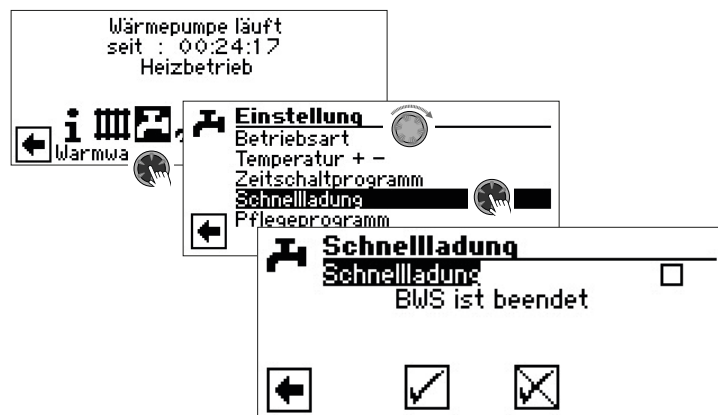 Wärmepumpe läuft
seit : 00:24:17
Heizbetrieb
i
Warmwa
Einstellung
Betriebsart
Temperatur + -
Zeitschaltprogramm
Schnellladung
Pflegeprogramm
Schnellladung
Schnellladung
BWS ist beendet